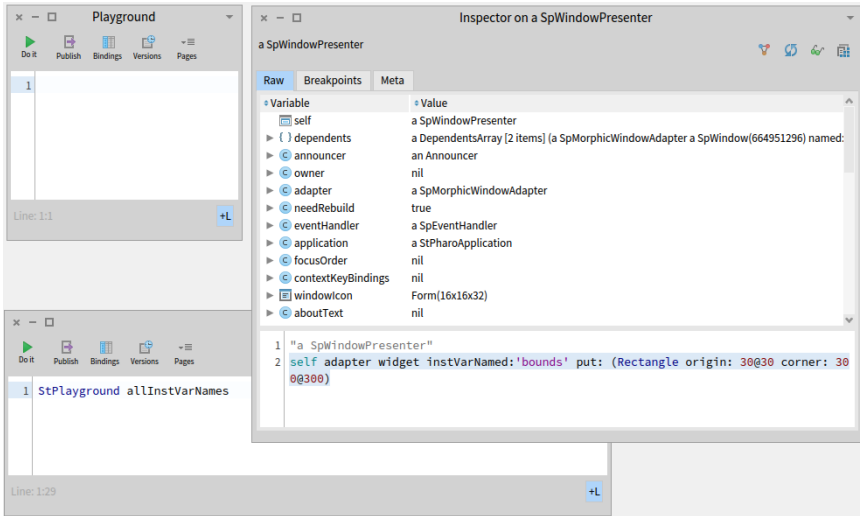 Playground
Do it Publish Bindings Versions Pages
1
Line: 1:1 +L
Inspector on a SpWindowPresenter
a SpWindowPresenter
Raw Breakpoints Meta
Variable Value
self a SpWindowPresenter
{ } dependents a DependentsArray [2 items] (a SpMorphicWindowAdapter a SpWindow(664951296) named:
announcer an Announcer
owner nil
adapter a SpMorphicWindowAdapter
needRebuild true
eventHandler a SpEventHandler
application a StPharoApplication
focusOrder nil
contextKeyBindings nil
windowIcon Form(16x16x32)
aboutText nil
1 "a SpWindowPresenter"
2 self adapter widget instVarNamed:'bounds' put: (Rectangle origin: 30@30 corner: 30
0@300)
Do it Publish Bindings Versions Pages
1 StPlayground allInstVarNames
Line: 1:29 +L